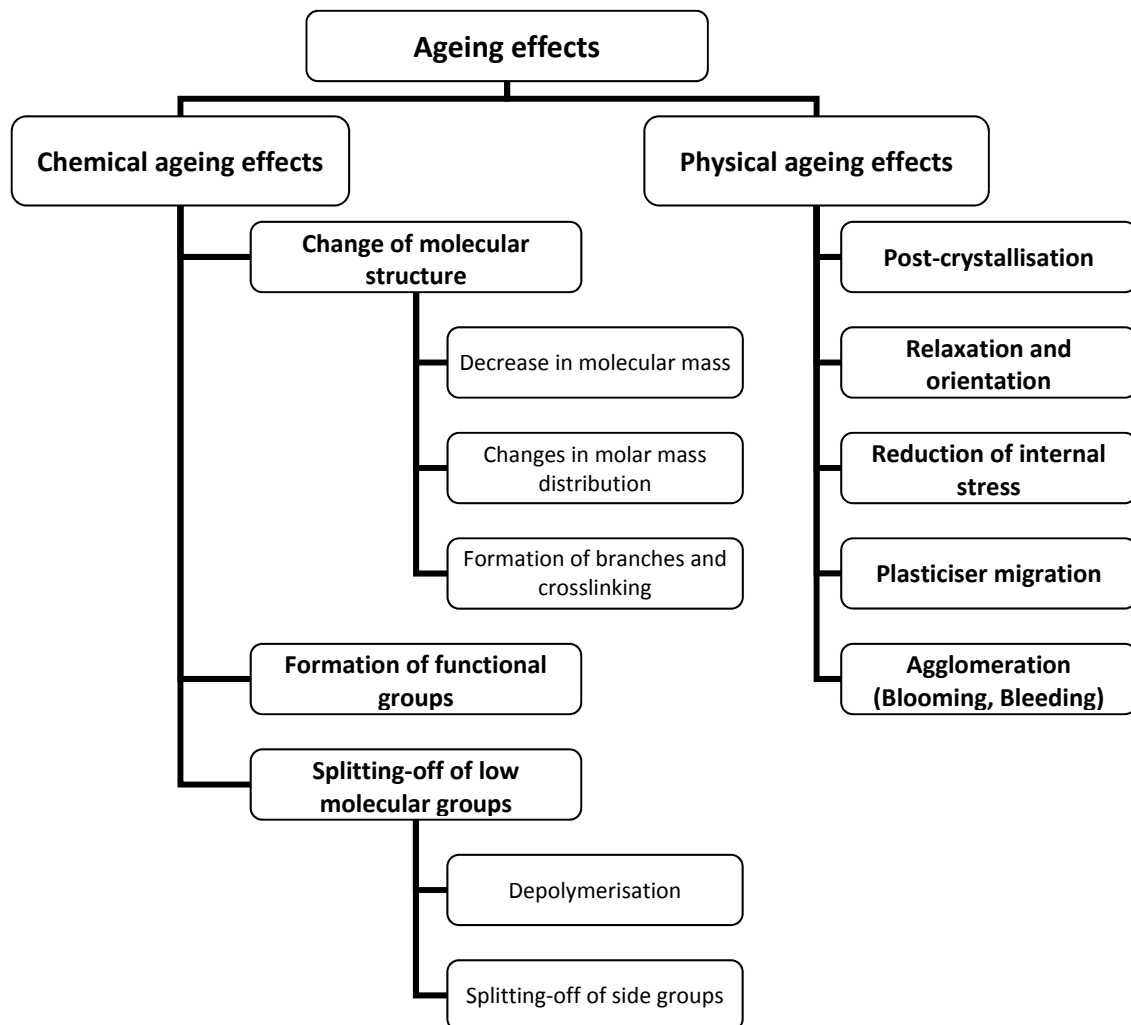 Ageing effects
Chemical ageing effects
Physical ageing effects
Change of molecular
structure
Post-crystallisation
Decrease in molecular mass
Relaxation and
orientation
Changes in molar mass
distribution
Reduction of internal
stress
Formation of branches and
crosslinking
Plasticiser migration
Formation of functional
groups
Agglomeration
(Blooming, Bleeding)
Splitting-off of low
molecular groups
Depolymerisation
Splitting-off of side groups